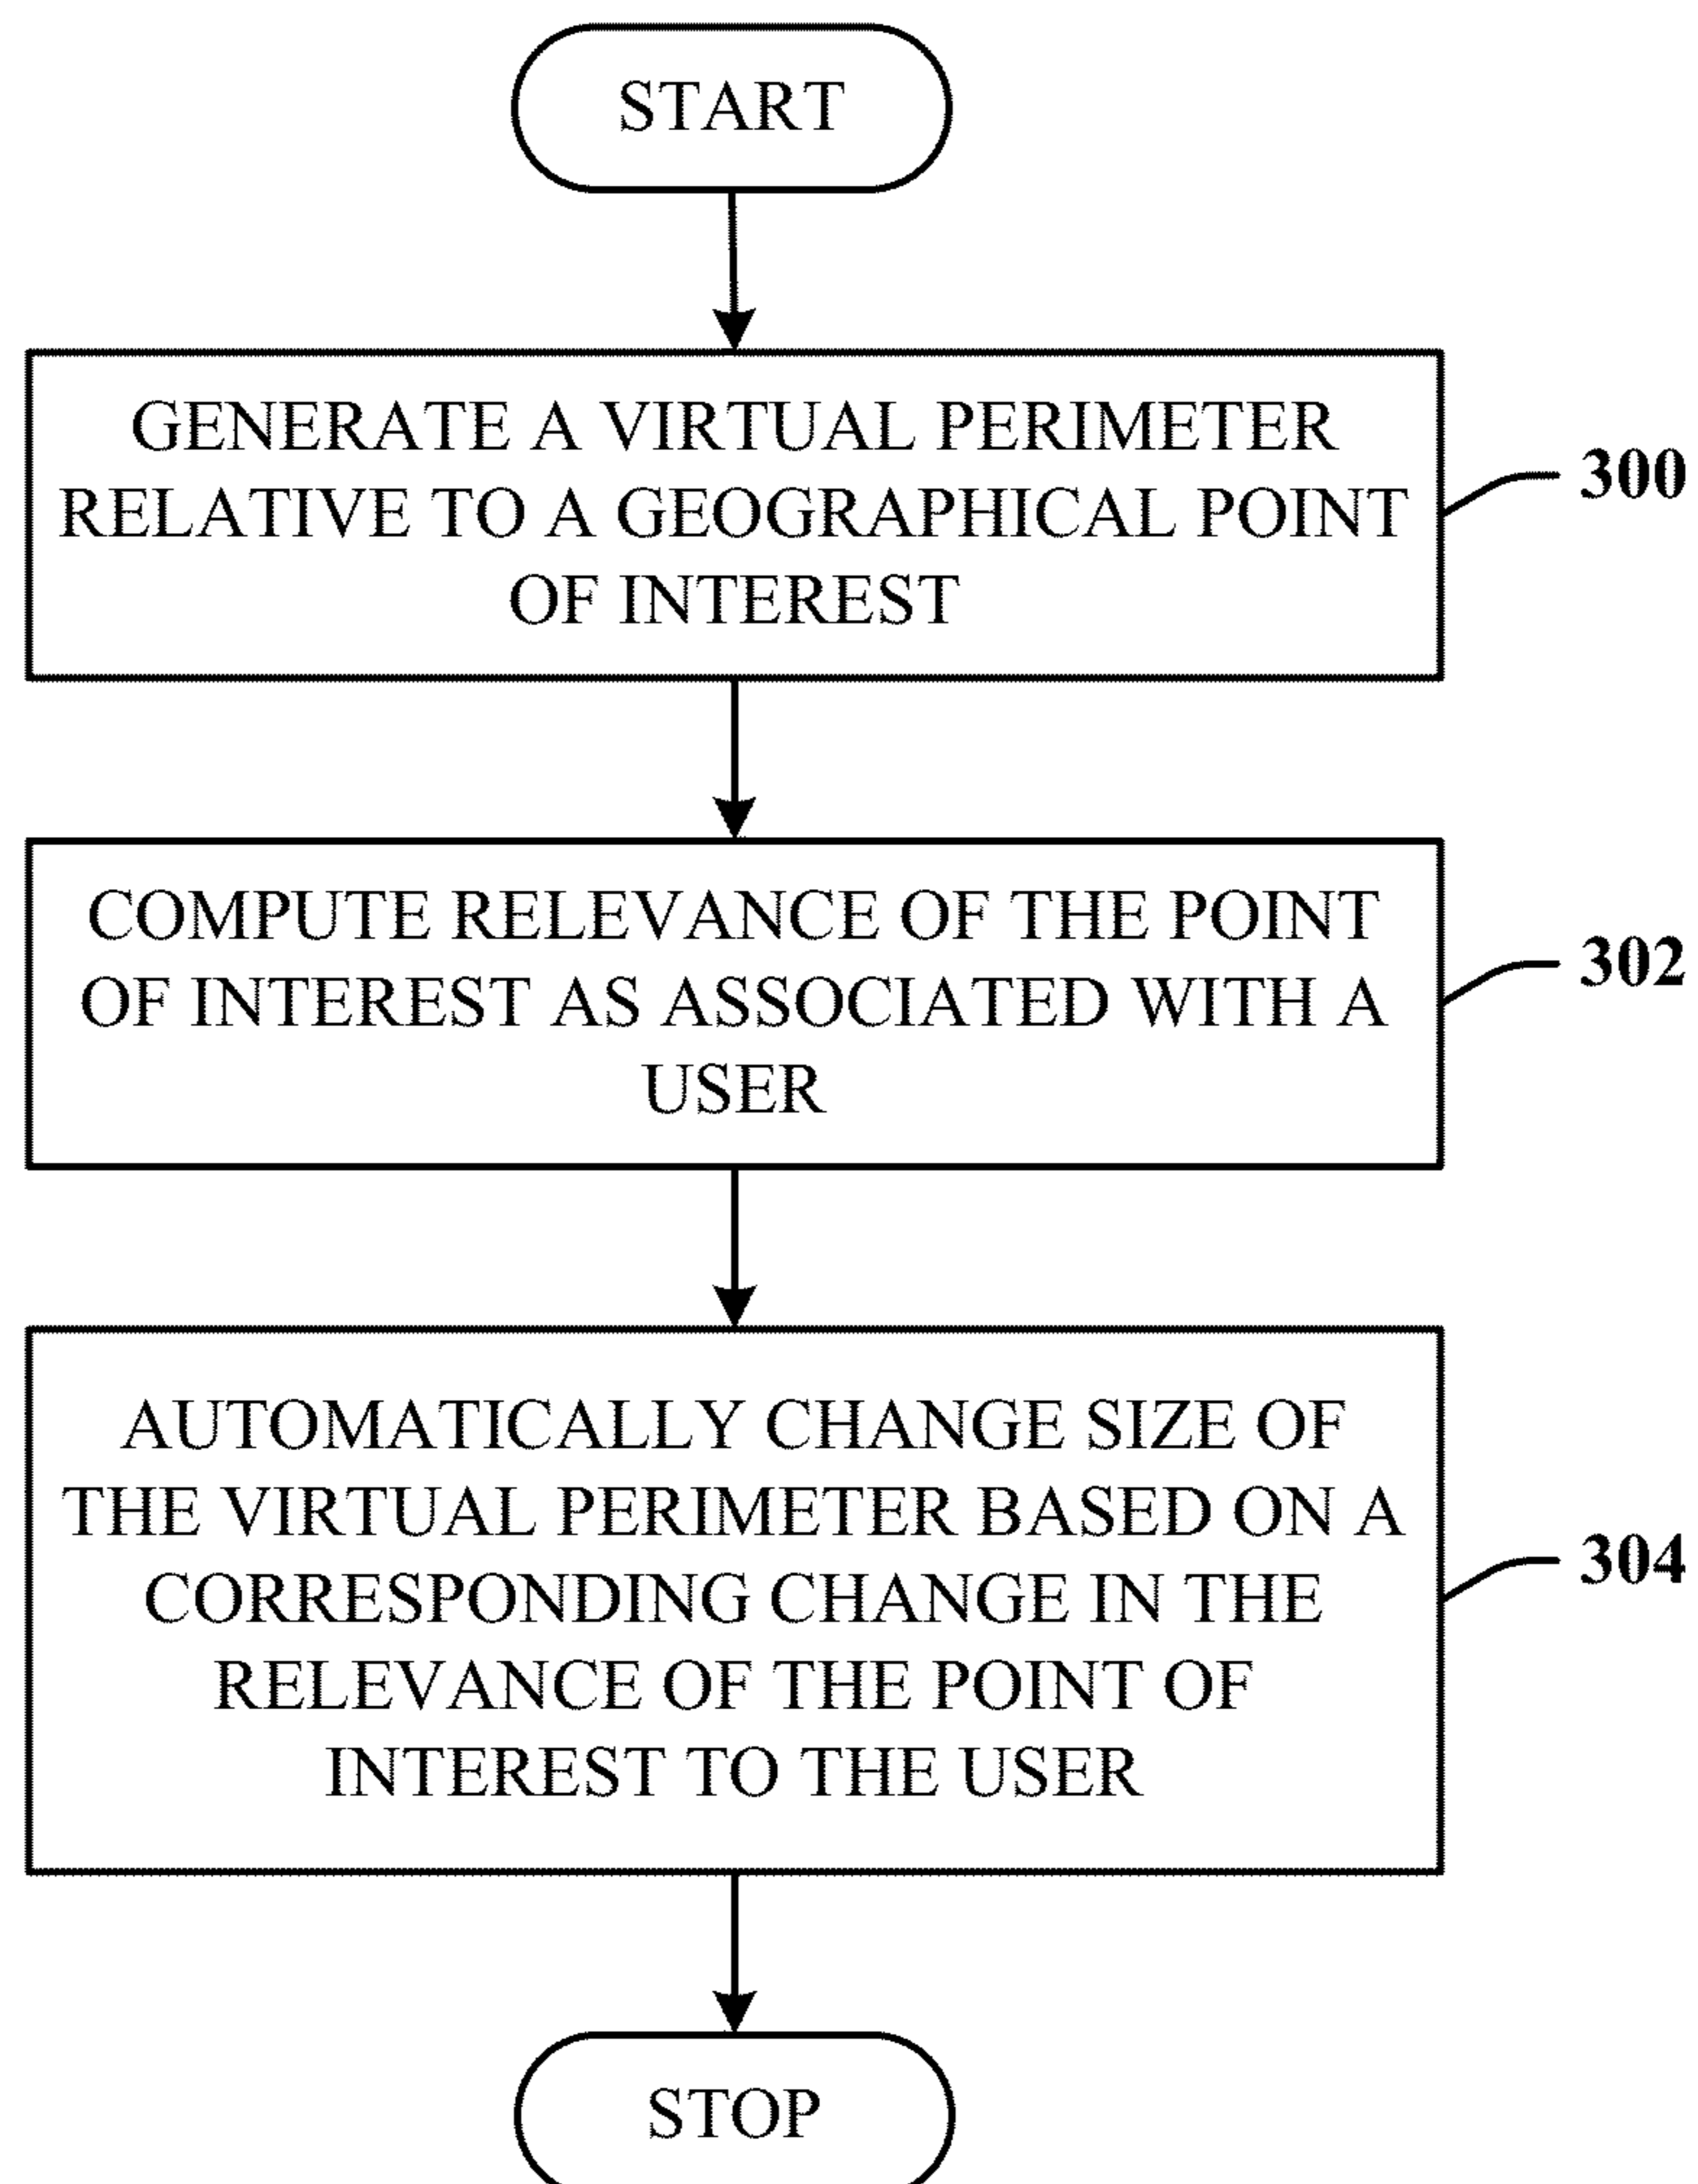 START
GENERATE A VIRTUAL PERIMETER
RELATIVE TO A GEOGRAPHICAL POINT
OF INTEREST
300
COMPUTE RELEVANCE OF THE POINT
OF INTEREST AS ASSOCIATED WITH A
USER
302
AUTOMATICALLY CHANGE SIZE OF
THE VIRTUAL PERIMETER BASED ON A
CORRESPONDING CHANGE IN THE
RELEVANCE OF THE POINT OF
INTEREST TO THE USER
304
STOP